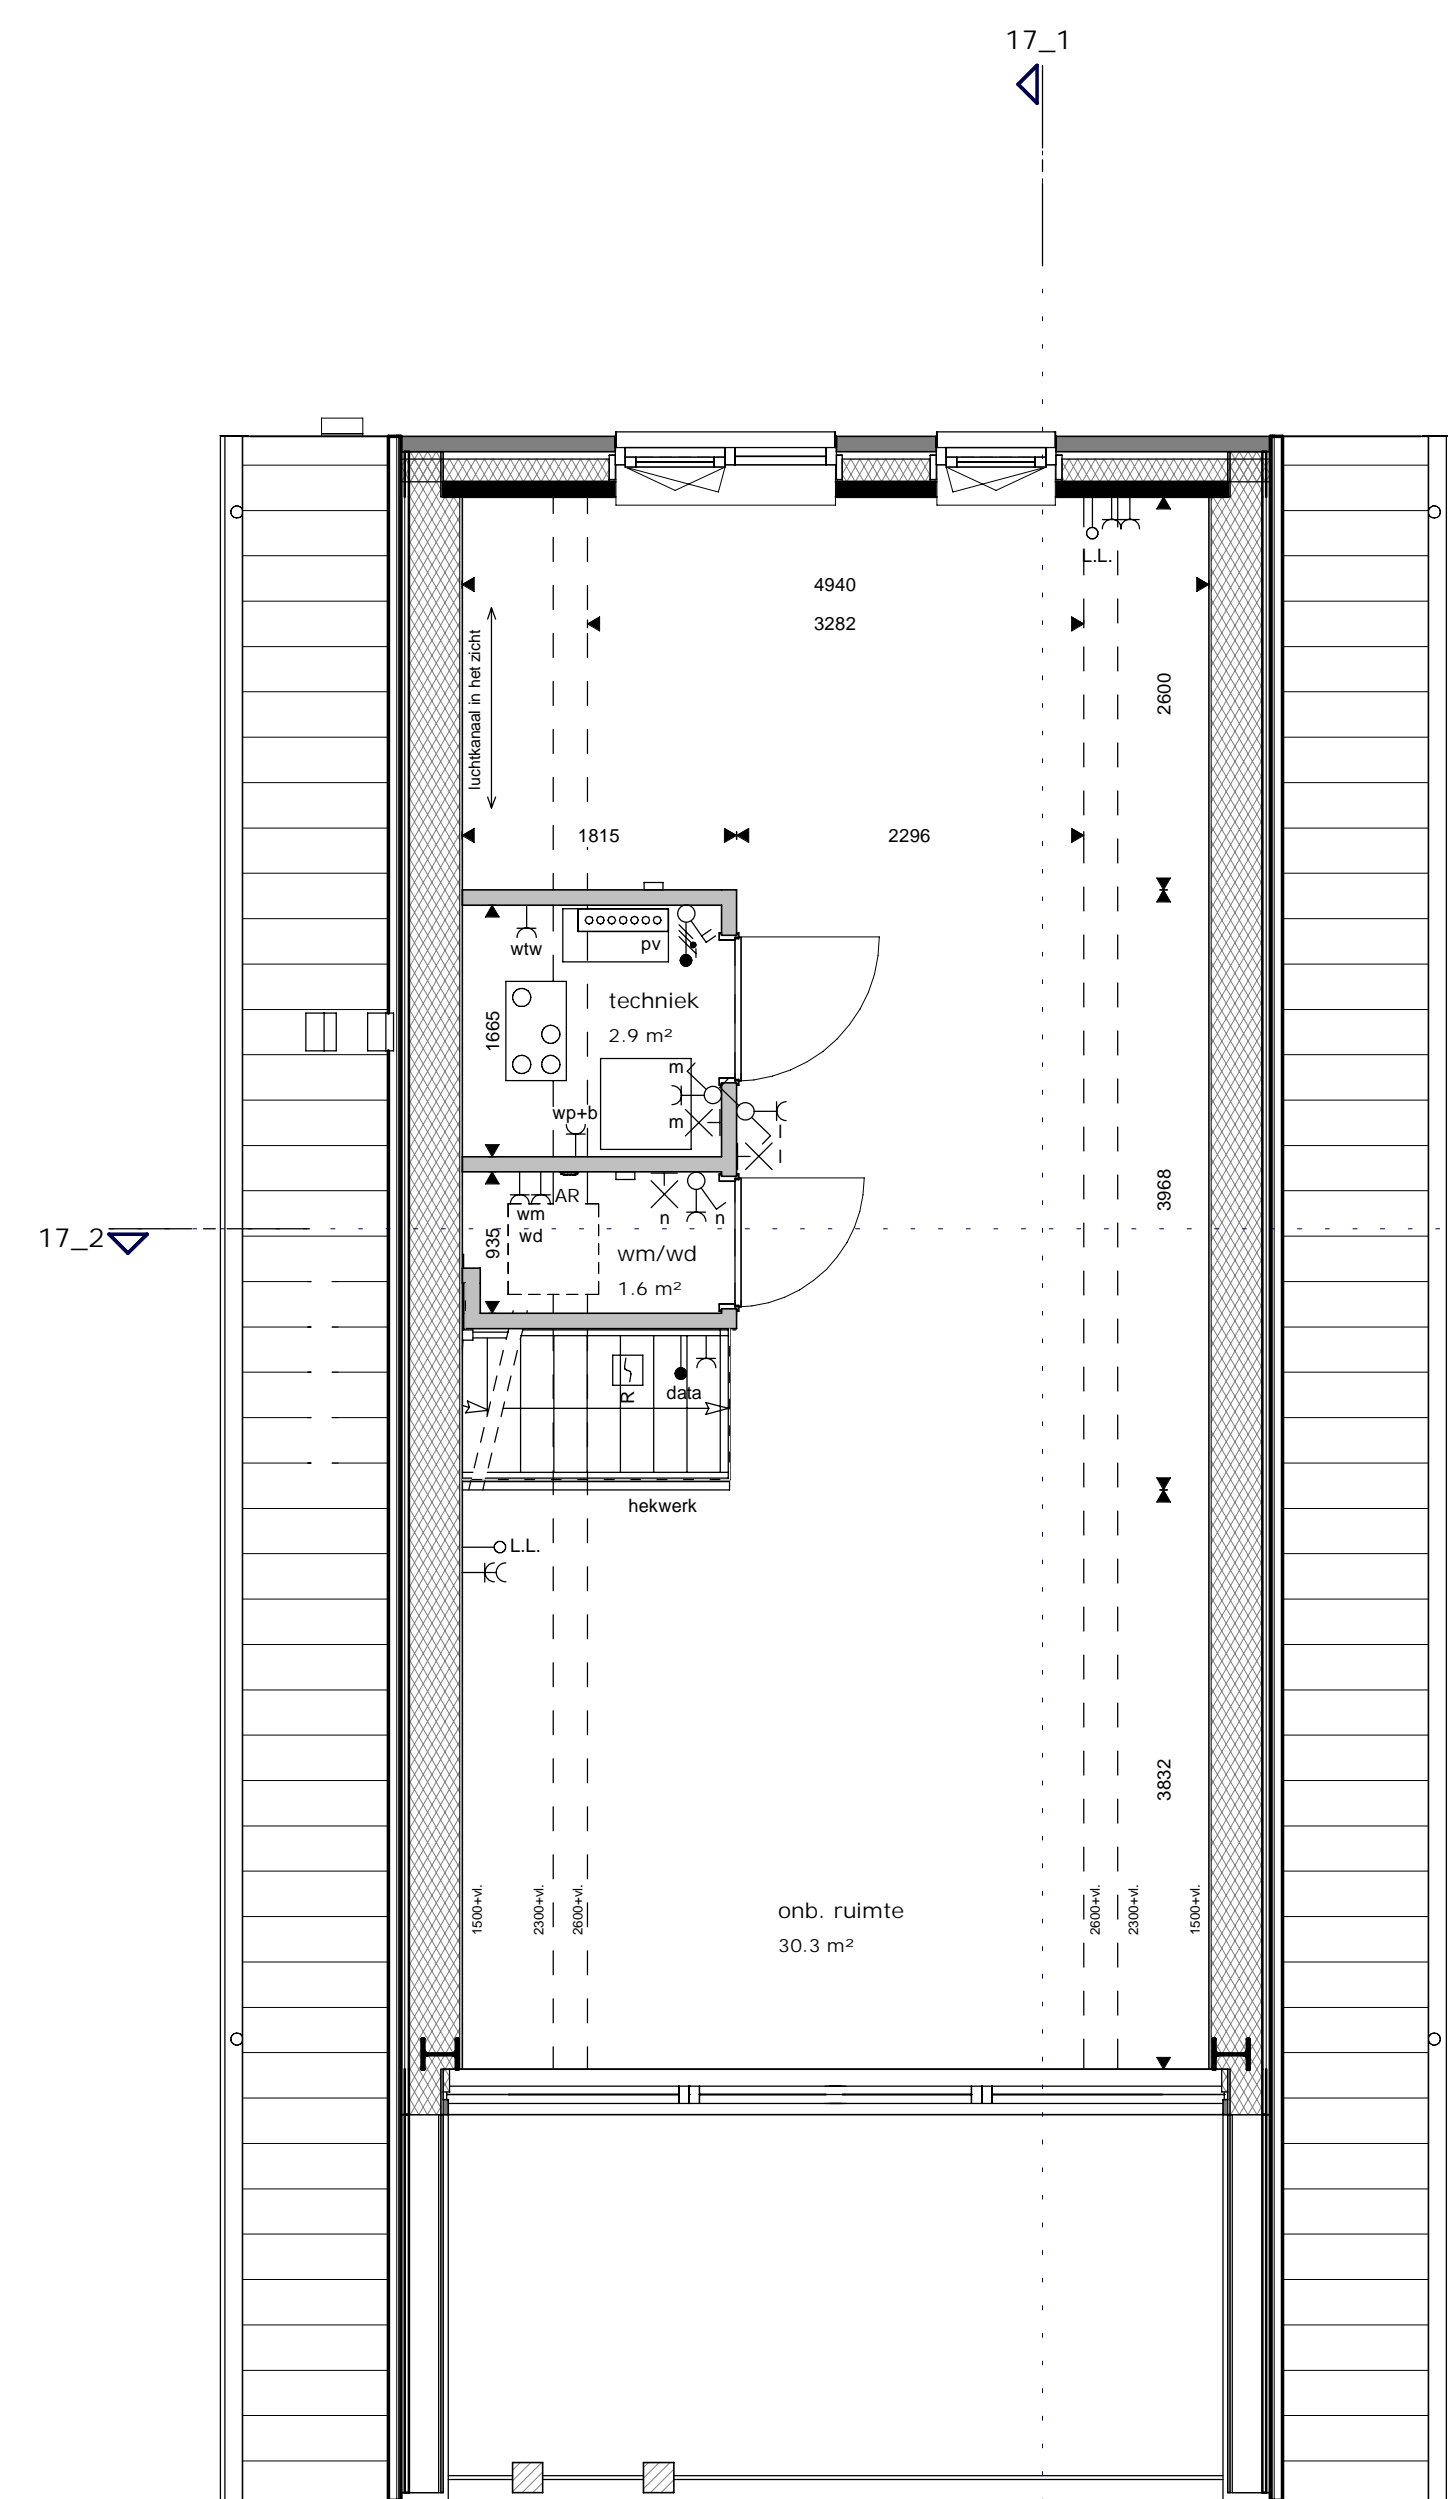 17_1
L.L.
4940
3282
luchtkanaal in het zicht
2600
1815
2296
wtw
pv
techniek
2.9 m²
1665
m
wp+b
m
l
l
3968
AR
wm
wd
n
n
17_2
935
wm/wd
1.6 m²
R
data
hekwerk
L.L.
3832
1500+vl.
2300+vl.
2600+vl.
onb. ruimte
30.3 m²
2600+vl.
2300+vl.
1500+vl.